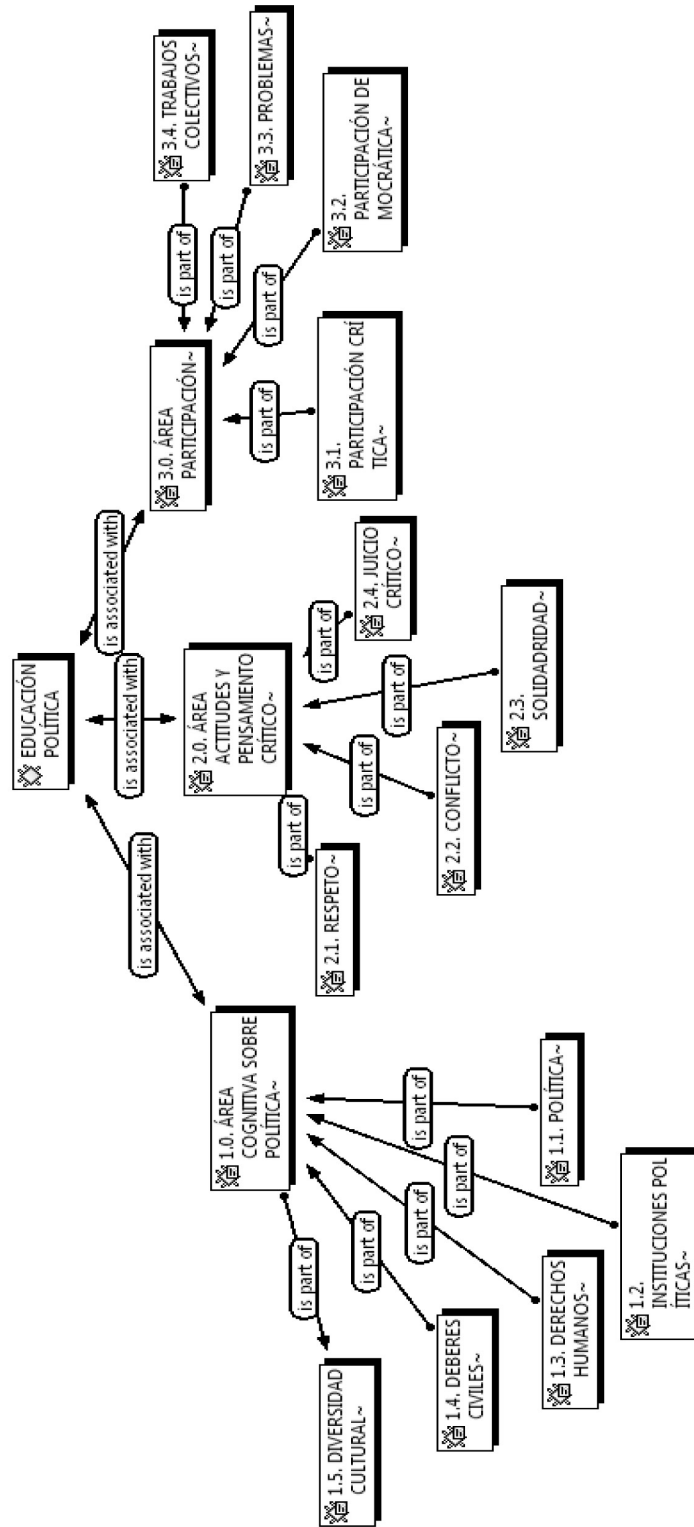 EDUCACIÓN
POLÍTICA
is associated with
is associated with
is associated with
1.0. ÁREA
COGNITIVA SOBRE
POLÍTICA~
2.0. ÁREA
ACTITUDES Y
PENSAMIENTO
CRÍTICO~
3.0. ÁREA
PARTICIPACIÓN~
is part of
1.5. DIVERSIDAD
CULTURAL~
is part of
1.4. DEBERES
CIVILES~
is part of
1.3. DERECHOS
HUMANOS~
is part of
1.2.
INSTITUCIONES POL
ÍTICAS~
is part of
1.1. POLÍTICA~
is part of
2.1. RESPETO~
is part of
2.2. CONFLICTO~
is part of
2.3.
SOLIDADRIDAD~
is part of
2.4. JUICIO
CRÍTICO~
is part of
3.1.
PARTICIPACIÓN CRÍ
TICA~
is part of
3.2.
PARTICIPACIÓN DE
MOCRÁTICA~
is part of
3.3. PROBLEMAS~
is part of
3.4. TRABAJOS
COLECTIVOS~